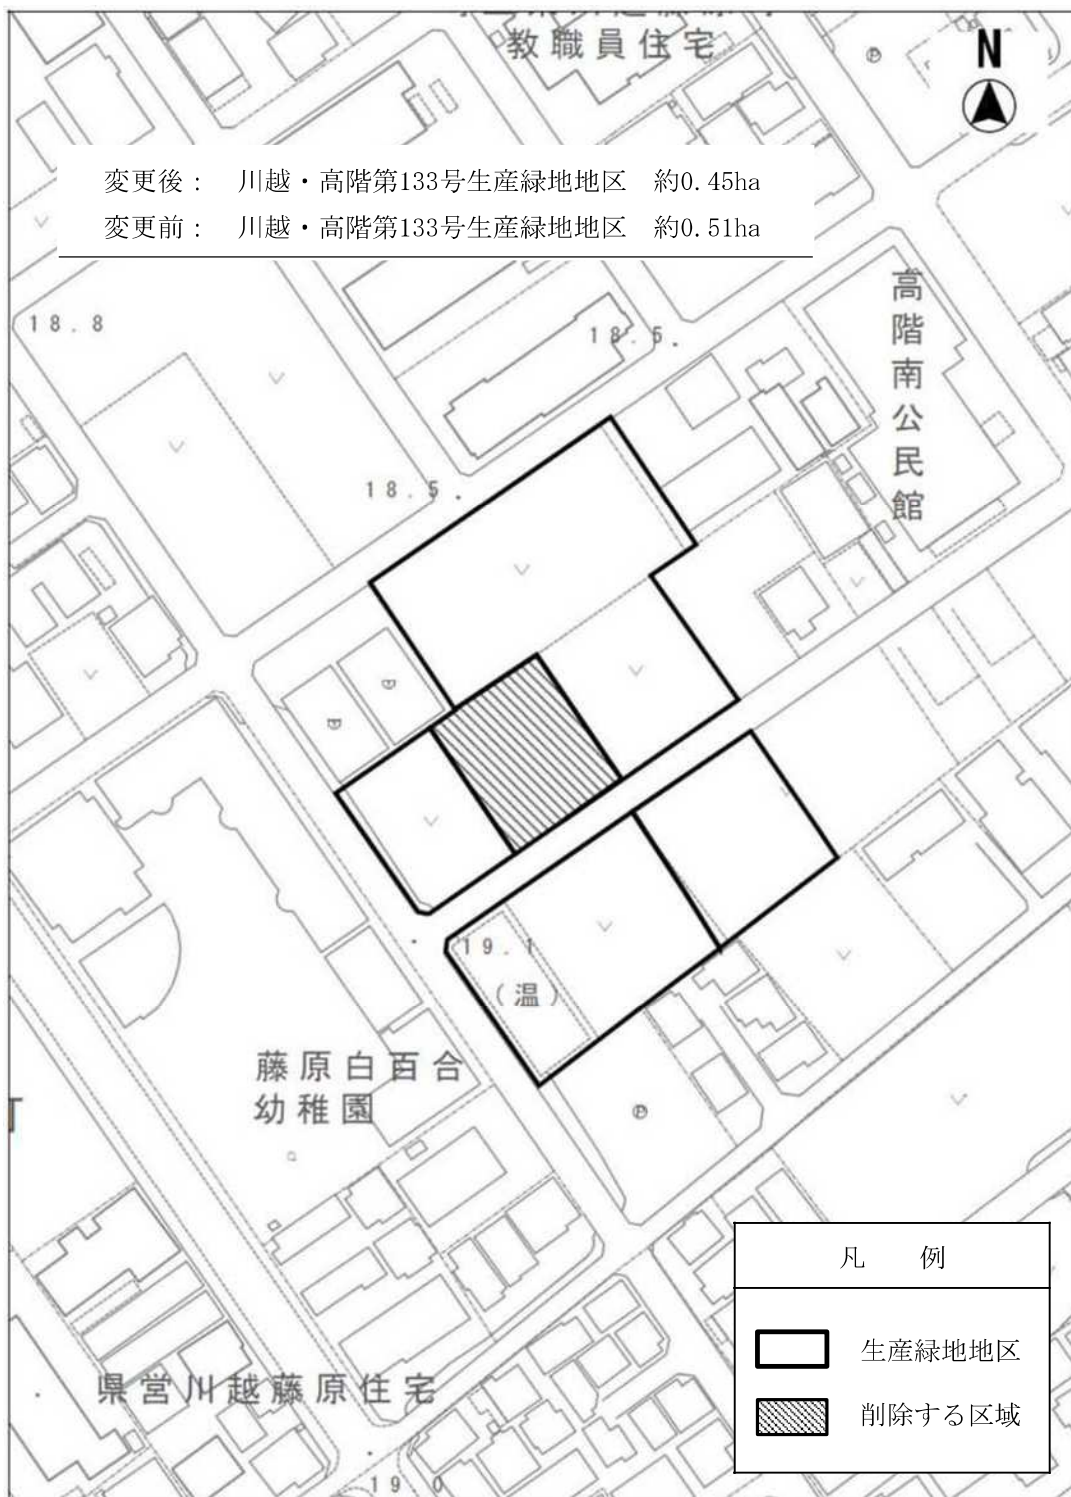 教職員住宅
N
変更後： 川越・高階第133号生産緑地地区 約0.45ha
変更前： 川越・高階第133号生産緑地地区 約0.51ha
高階南公民館
18.8
18.5
18.5
19.1
(温)
藤原白百合
幼稚園
県営川越藤原住宅
19.0
凡 例
生産緑地地区
削除する区域